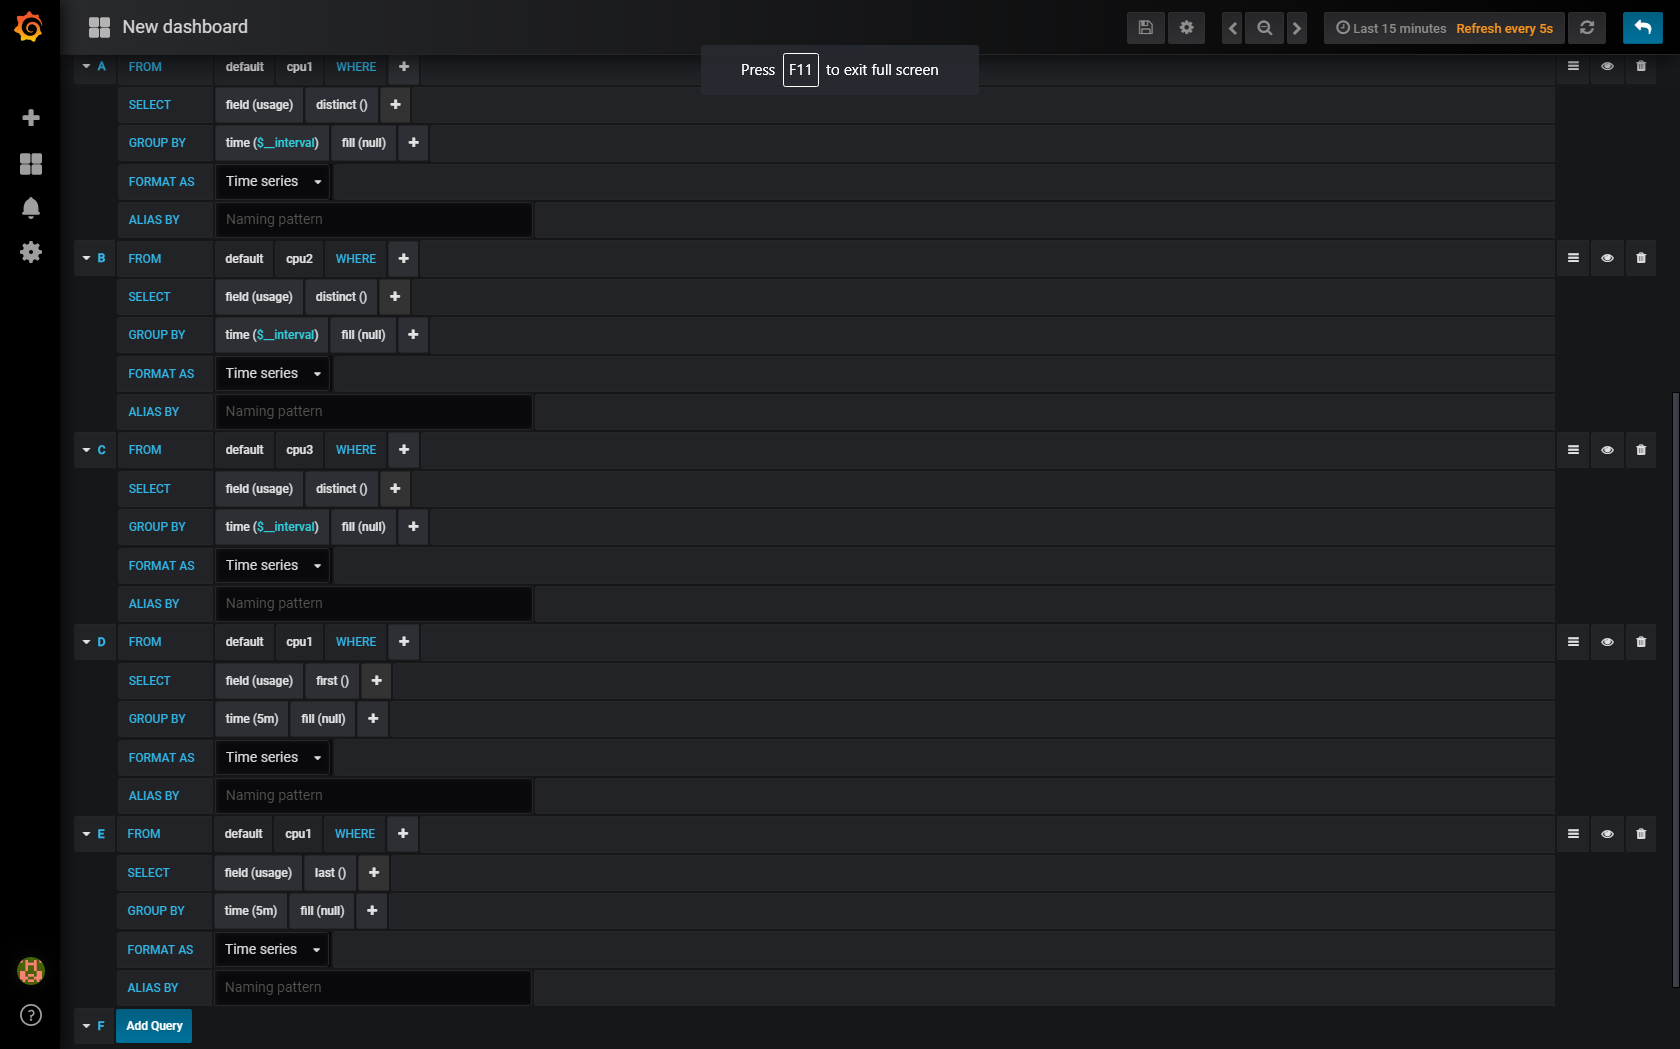 New dashboard
Last 15 minutes Refresh every 5s
Press F11 to exit full screen
A FROM default cpu1 WHERE
SELECT field (usage) distinct ()
GROUP BY time ($__interval) fill (null)
FORMAT AS Time series
ALIAS BY Naming pattern
B FROM default cpu2 WHERE
SELECT field (usage) distinct ()
GROUP BY time ($__interval) fill (null)
FORMAT AS Time series
ALIAS BY Naming pattern
C FROM default cpu3 WHERE
SELECT field (usage) distinct ()
GROUP BY time ($__interval) fill (null)
FORMAT AS Time series
ALIAS BY Naming pattern
D FROM default cpu1 WHERE
SELECT field (usage) first ()
GROUP BY time (5m) fill (null)
FORMAT AS Time series
ALIAS BY Naming pattern
E FROM default cpu1 WHERE
SELECT field (usage) last ()
GROUP BY time (5m) fill (null)
FORMAT AS Time series
ALIAS BY Naming pattern
F Add Query